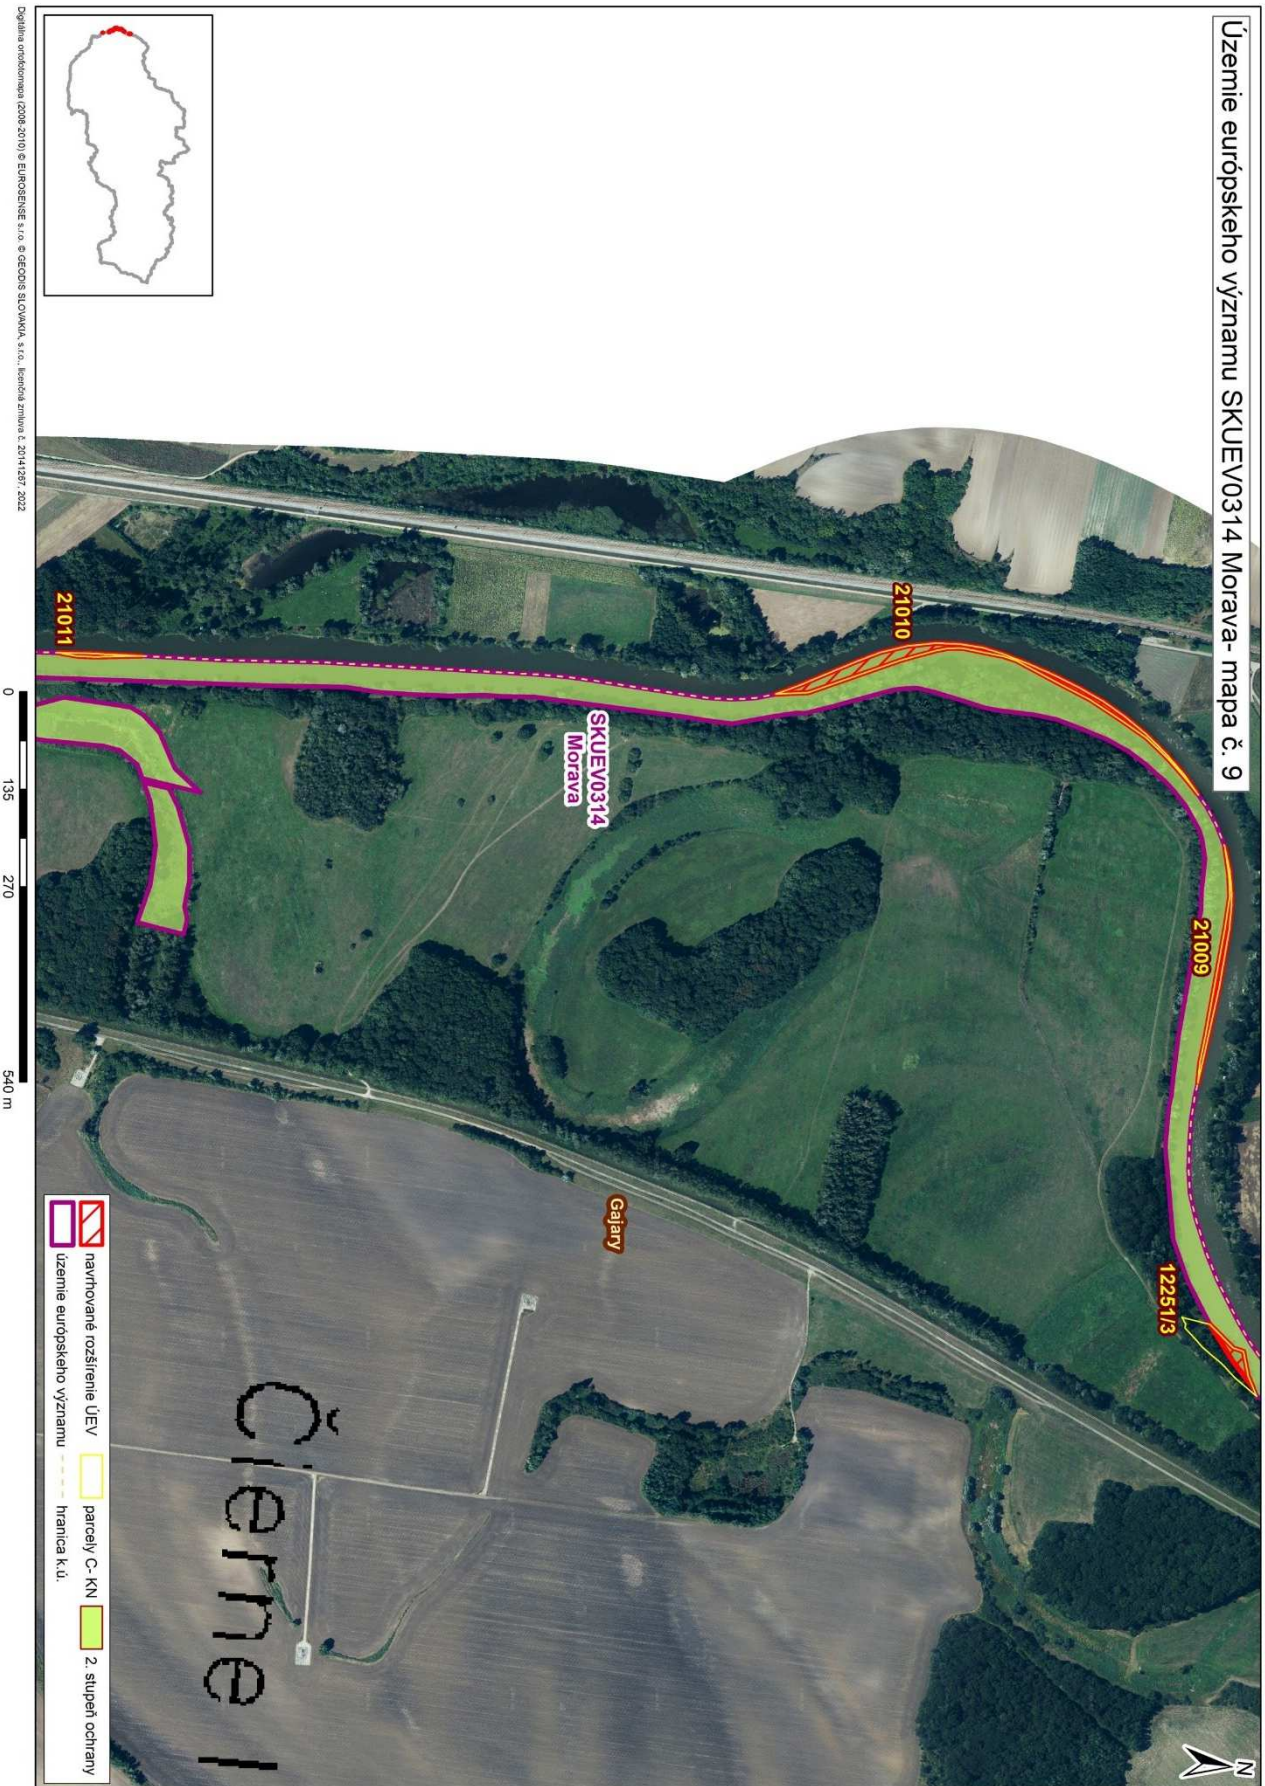 Územie európskeho významu SKUEV0314 Morava- mapa č. 9
N
12251/3
21009
21010
21011
SKUEV0314
Morava
Gajary
Čierne l
navrhované rozšírenie ÚEV
parcely C- KN
2. stupeň ochrany
územie európskeho významu
hranica k.ú.
0 135 270 540 m
Digitálna ortofotomapa (2008-2010) © EUROSENSE s.r.o. © GEODIS SLOVAKIA, s.r.o., licenčná zmluva č. 20141267, 2022